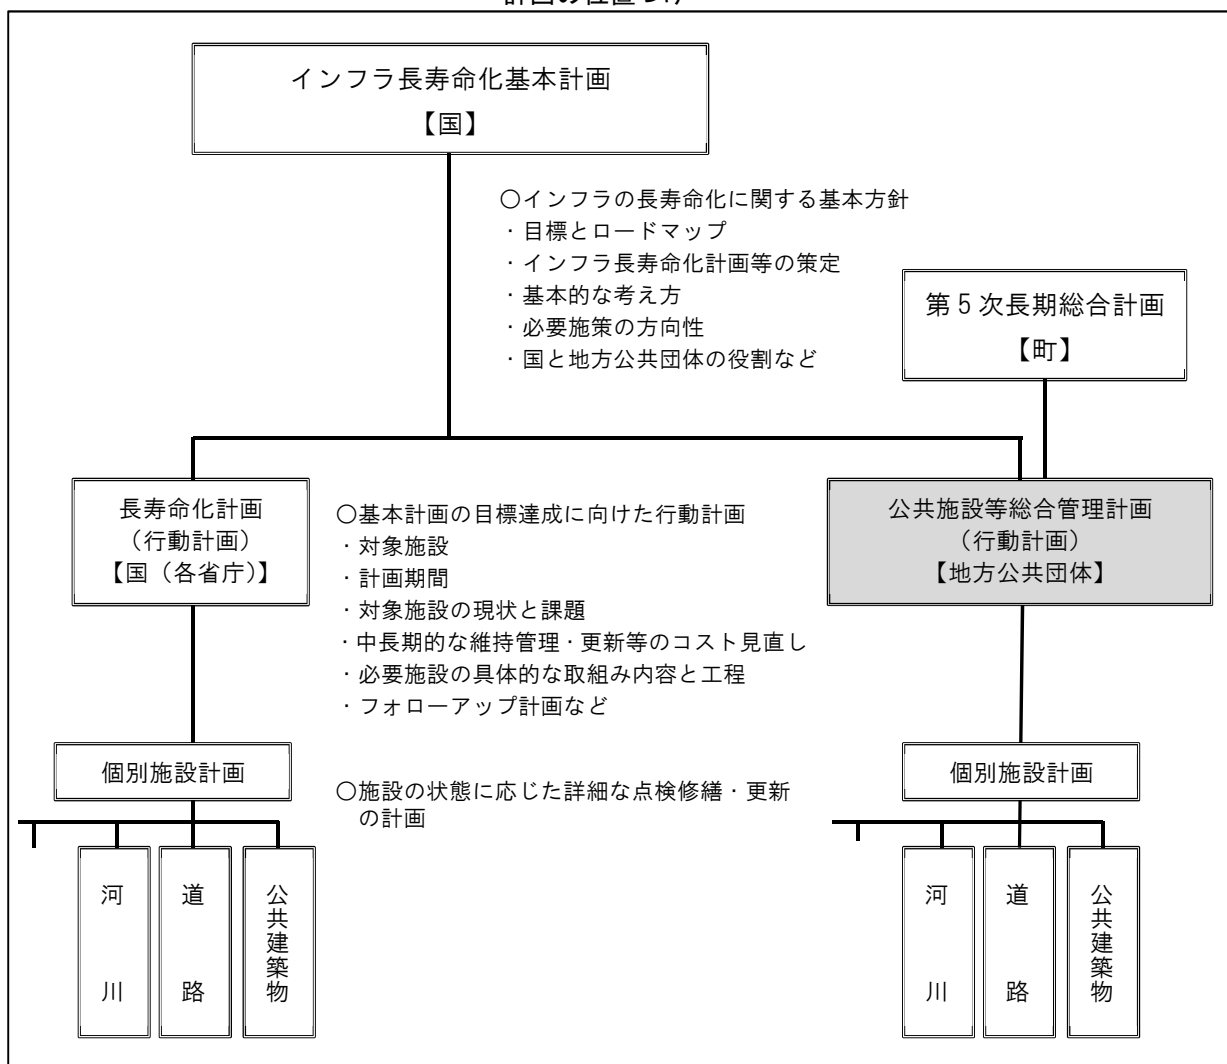 インフラ長寿命化基本計画
【国】
〇インフラの長寿命化に関する基本方針
・目標とロードマップ
・インフラ長寿命化計画等の策定
・基本的な考え方
・必要施策の方向性
・国と地方公共団体の役割など
第5次長期総合計画
【町】
長寿命化計画
（行動計画）
【国（各省庁）】
〇基本計画の目標達成に向けた行動計画
・対象施設
・計画期間
・対象施設の現状と課題
・中長期的な維持管理・更新等のコスト見直し
・必要施設の具体的な取組み内容と工程
・フォローアップ計画など
公共施設等総合管理計画
（行動計画）
【地方公共団体】
個別施設計画
〇施設の状態に応じた詳細な点検修繕・更新
の計画
個別施設計画
河川
道路
公共建築物
河川
道路
公共建築物